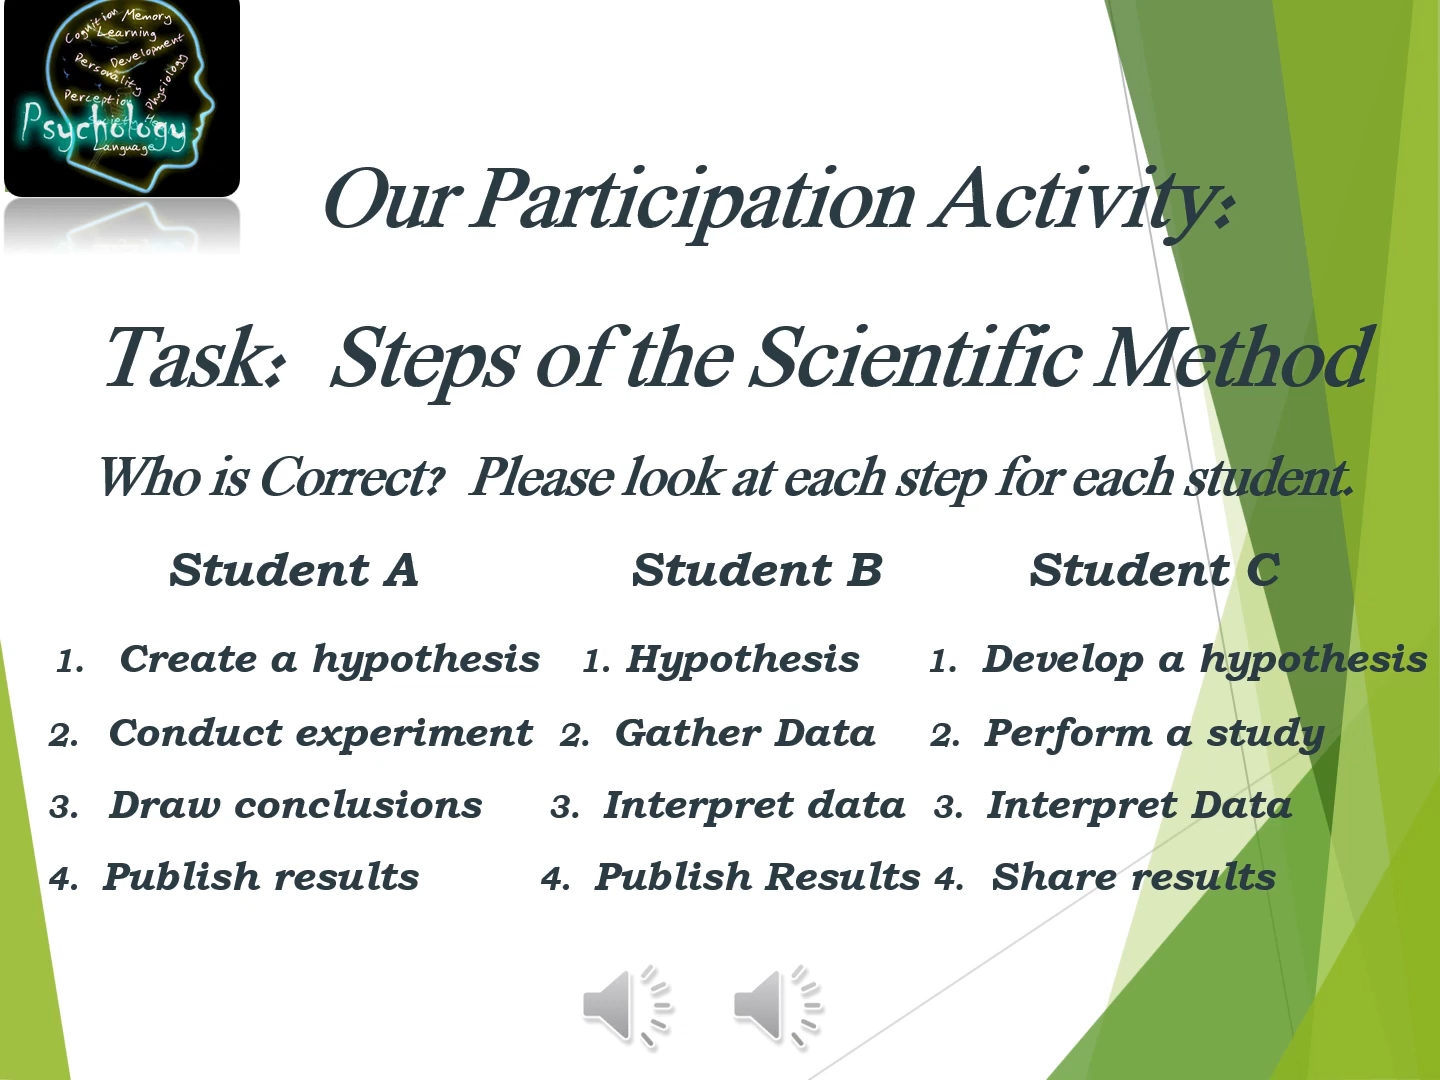 Cognition Memory
Learning
Development
Personality
Physiology
Perception
Society
Psychology
Language
Our Participation Activity:
Task: Steps of the Scientific Method
Who is Correct? Please look at each step for each student.
Student A Student B Student C
1. Create a hypothesis 1. Hypothesis 1. Develop a hypothesis
2. Conduct experiment 2. Gather Data 2. Perform a study
3. Draw conclusions 3. Interpret data 3. Interpret Data
4. Publish results 4. Publish Results 4. Share results